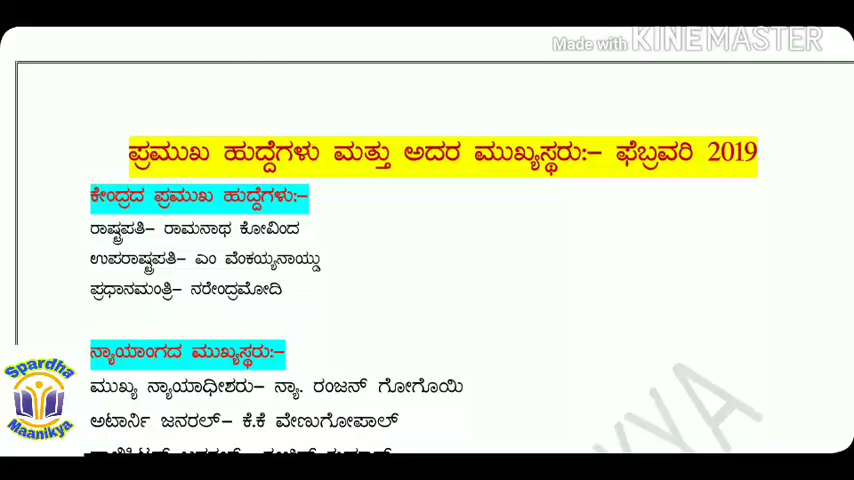 Made with KINEMASTER
ಪ್ರಮುಖ ಹುದ್ದೆಗಳು ಮತ್ತು ಅದರ ಮುಖ್ಯಸ್ಥರು:– ಫೆಬ್ರವರಿ 2019
ಕೇಂದ್ರದ ಪ್ರಮುಖ ಹುದ್ದೆಗಳು:–
ರಾಷ್ಟ್ರಪತಿ– ರಾಮನಾಥ ಕೋವಿಂದ
ಉಪರಾಷ್ಟ್ರಪತಿ– ಎಂ ವೆಂಕಯ್ಯನಾಯ್ಡು
ಪ್ರಧಾನಮಂತ್ರಿ– ನರೇಂದ್ರಮೋದಿ
ನ್ಯಾಯಾಂಗದ ಮುಖ್ಯಸ್ಥರು:–
ಮುಖ್ಯ ನ್ಯಾಯಾಧೀಶರು– ನ್ಯಾ. ರಂಜನ್ ಗೋಗೊಯಿ
ಅಟಾರ್ನಿ ಜನರಲ್– ಕೆ.ಕೆ ವೇಣುಗೋಪಾಲ್
Spardha
Maanikya